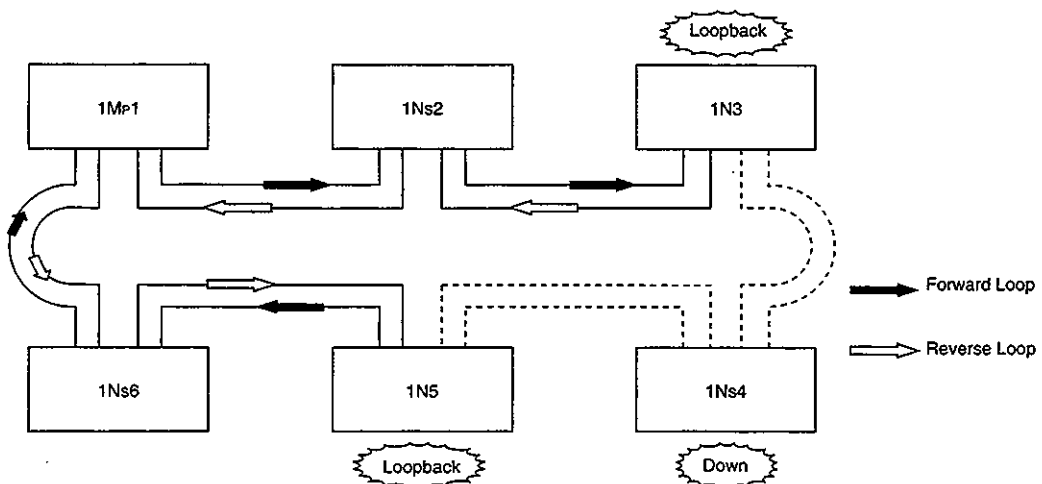 Loopback
1MP1
1Ns2
1N3
Forward Loop
Reverse Loop
1Ns6
1N5
1Ns4
Loopback
Down